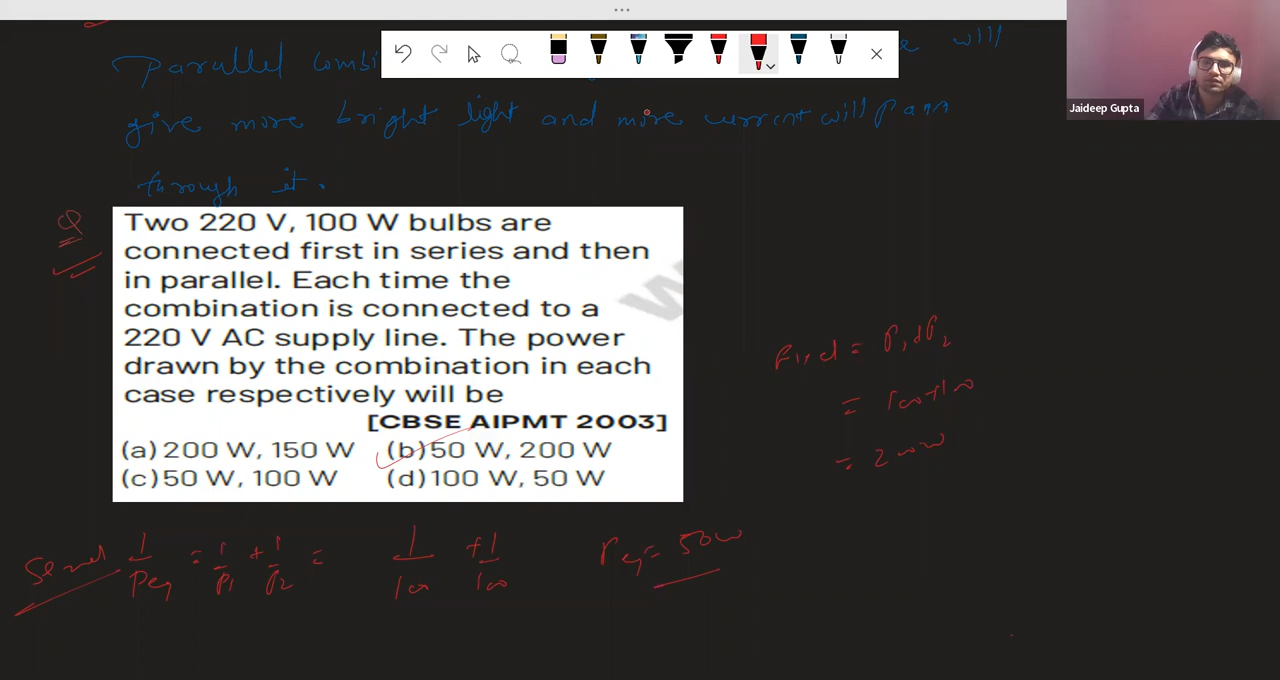 Parallel combi will
give more bright light and more current will pass
through it.
Jaideep Gupta
Q
Two 220 V, 100 W bulbs are
connected first in series and then
in parallel. Each time the
combination is connected to a
220 V AC supply line. The power
drawn by the combination in each
case respectively will be
[CBSE AIPMT 2003]
(a) 200 W, 150 W (b) 50 W, 200 W
(c) 50 W, 100 W (d) 100 W, 50 W
= P1+P2
= 100+100
= 200W
1/Peq = 1/P1 + 1/P2 = 1/100 + 1/100 Peq = 50W